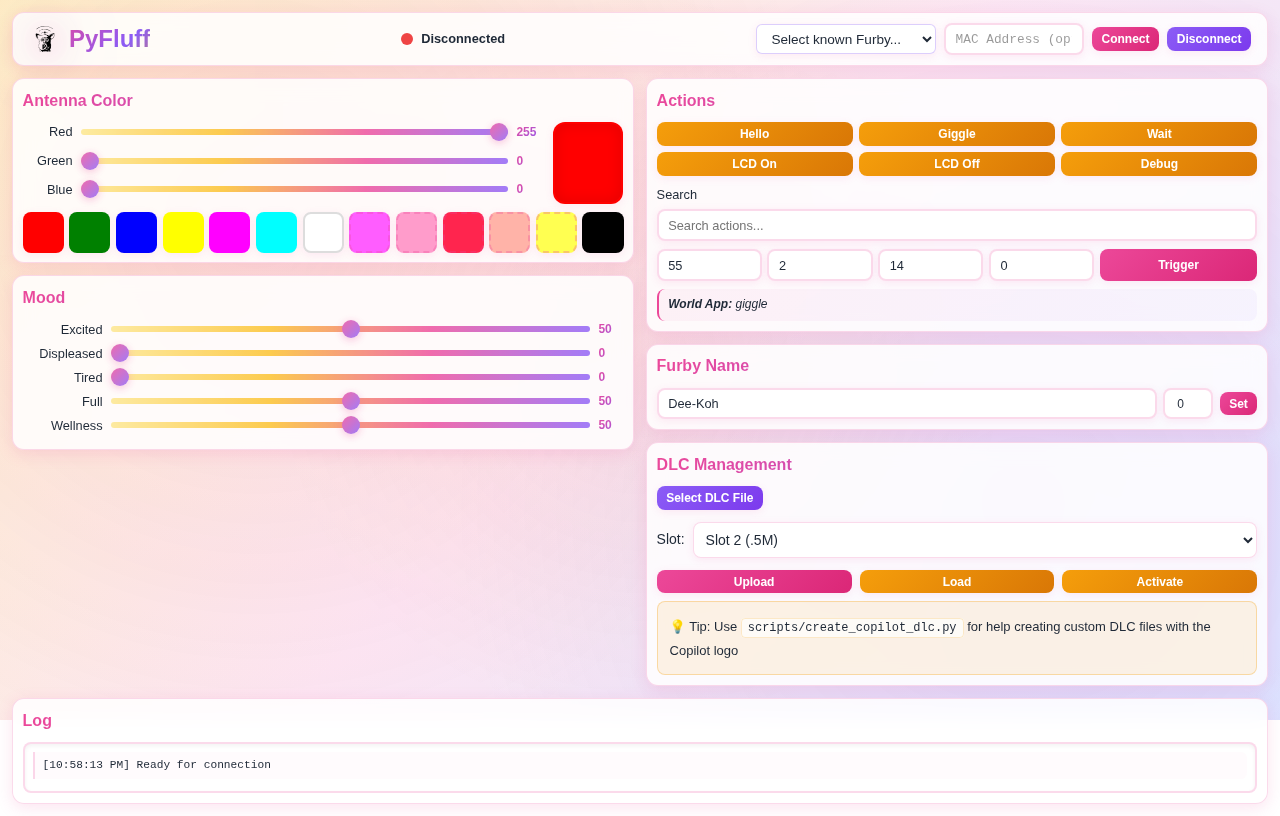 PyFluff
Disconnected
Select known Furby...
MAC Address (op
Connect
Disconnect
Antenna Color
Red 255
Green 0
Blue 0
Mood
Excited 50
Displeased 0
Tired 0
Full 50
Wellness 50
Actions
Hello Giggle Wait
LCD On LCD Off Debug
Search
Search actions...
55 2 14 0 Trigger
World App: giggle
Furby Name
Dee-Koh 0 Set
DLC Management
Select DLC File
Slot: Slot 2 (.5M)
Upload Load Activate
💡 Tip: Use scripts/create_copilot_dlc.py for help creating custom DLC files with the
Copilot logo
Log
[10:58:13 PM] Ready for connection